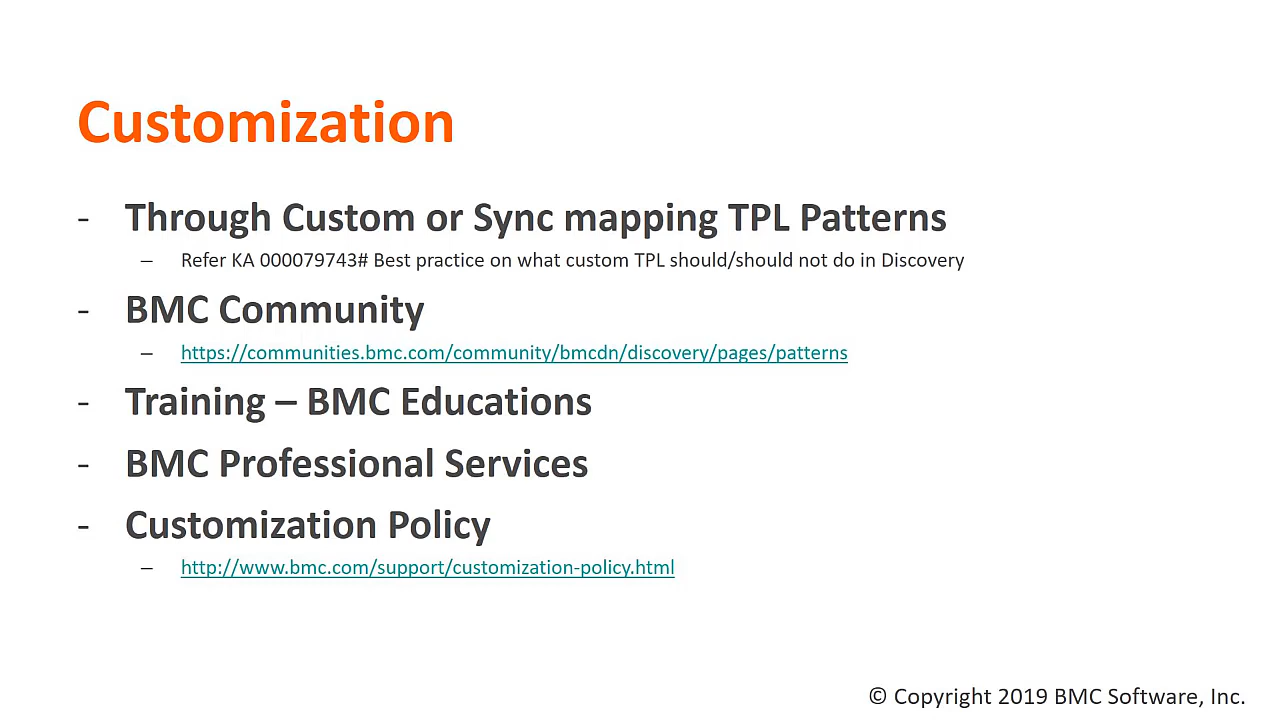 Customization
- Through Custom or Sync mapping TPL Patterns
– Refer KA 000079743# Best practice on what custom TPL should/should not do in Discovery
- BMC Community
– https://communities.bmc.com/community/bmcdn/discovery/pages/patterns
- Training – BMC Educations
- BMC Professional Services
- Customization Policy
– http://www.bmc.com/support/customization-policy.html
© Copyright 2019 BMC Software, Inc.